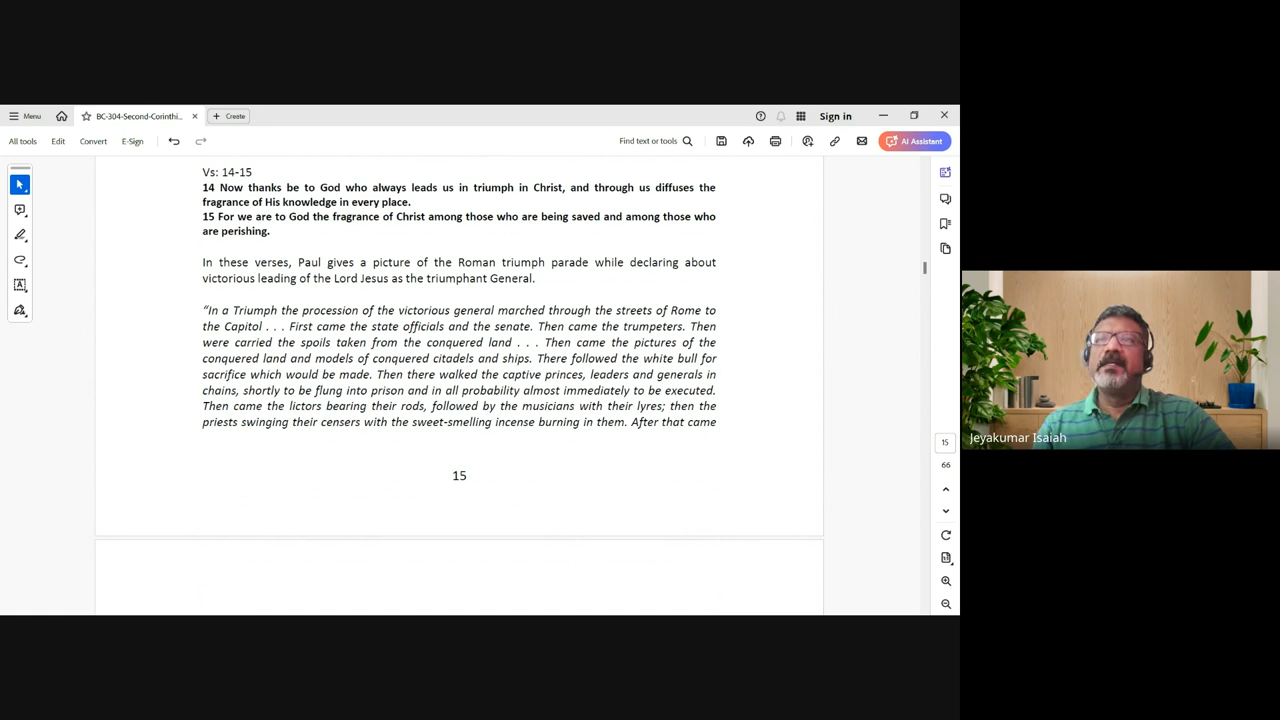 Menu
BC-304-Second-Corinthi...
Create
Sign in
All tools
Edit
Convert
E-Sign
Find text or tools
AI Assistant
Vs: 14-15
14 Now thanks be to God who always leads us in triumph in Christ, and through us diffuses the
fragrance of His knowledge in every place.
15 For we are to God the fragrance of Christ among those who are being saved and among those who
are perishing.
In these verses, Paul gives a picture of the Roman triumph parade while declaring about
victorious leading of the Lord Jesus as the triumphant General.
“In a Triumph the procession of the victorious general marched through the streets of Rome to
the Capitol . . . First came the state officials and the senate. Then came the trumpeters. Then
were carried the spoils taken from the conquered land . . . Then came the pictures of the
conquered land and models of conquered citadels and ships. There followed the white bull for
sacrifice which would be made. Then there walked the captive princes, leaders and generals in
chains, shortly to be flung into prison and in all probability almost immediately to be executed.
Then came the lictors bearing their rods, followed by the musicians with their lyres; then the
priests swinging their censers with the sweet-smelling incense burning in them. After that came
15
15
66
Jeyakumar Isaiah